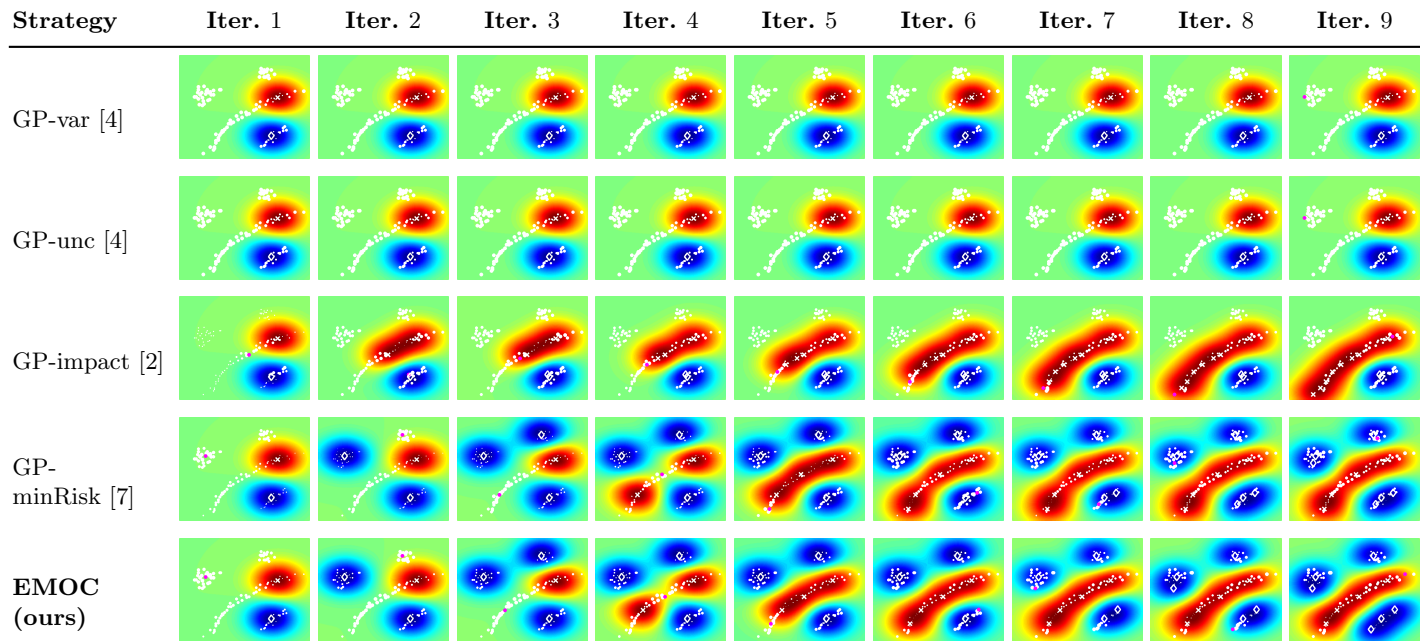 Strategy Iter. 1 Iter. 2 Iter. 3 Iter. 4 Iter. 5 Iter. 6 Iter. 7 Iter. 8 Iter. 9
GP-var [4]
GP-unc [4]
GP-impact [2]
GP-
minRisk [7]
EMOC
(ours)